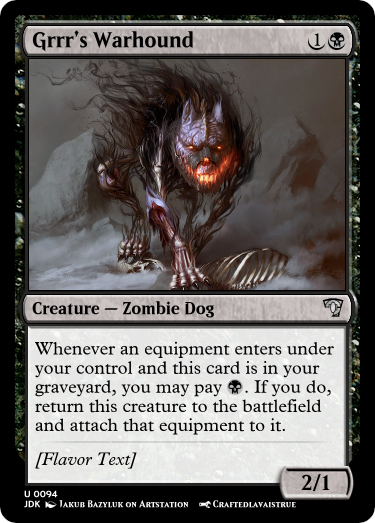 Grrr's Warhound 1
Creature — Zombie Dog
Whenever an equipment enters under
your control and this card is in your
graveyard, you may pay . If you do,
return this creature to the battlefield
and attach that equipment to it.
[Flavor Text]
2/1
U 0094
JDK Jakub Bazyluk on Artstation Craftedlavaistrue